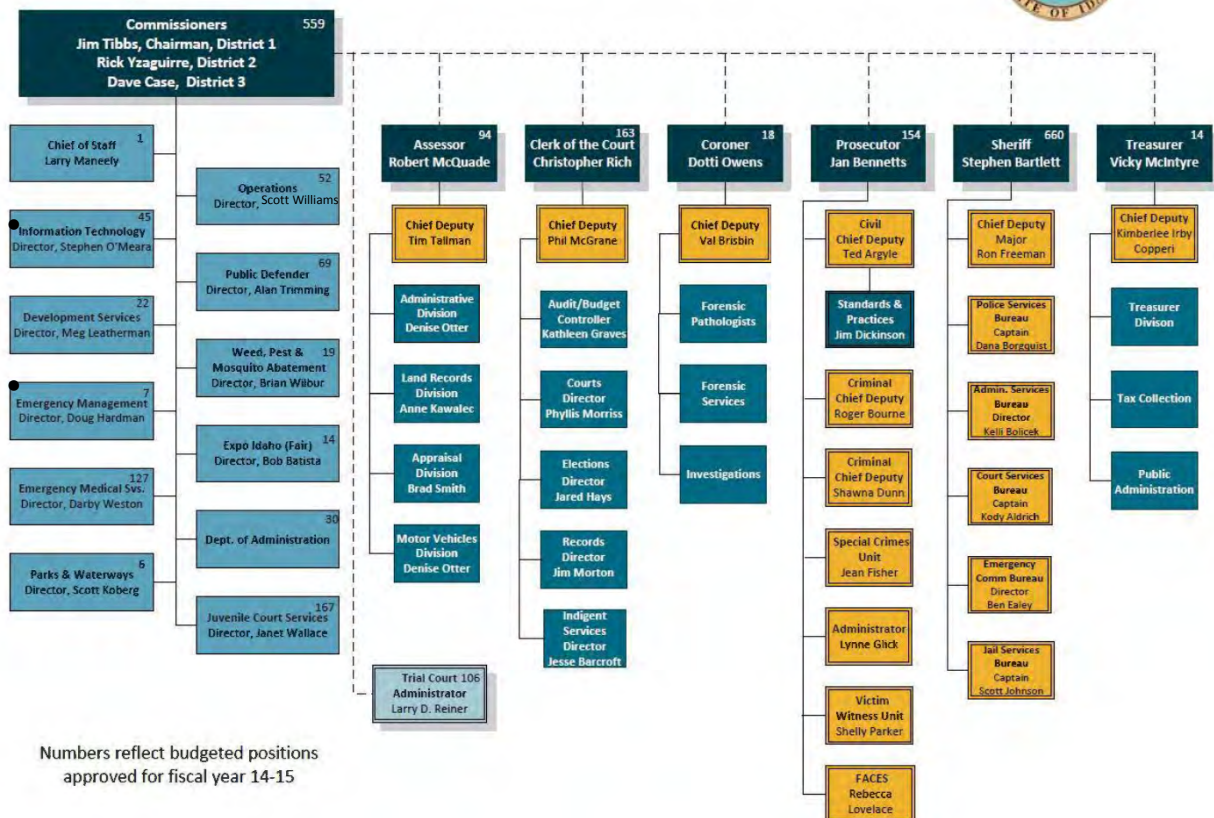 TE OF ID
Commissioners 559
Jim Tibbs, Chairman, District 1
Rick Yzaguirre, District 2
Dave Case, District 3
Chief of Staff 1
Larry Maneely
52
Operations
Director, Scott Williams
45
Information Technology
Director, Stephen O'Meara
69
Public Defender
Director, Alan Trimming
22
Development Services
Director, Meg Leatherman
Weed, Pest & 19
Mosquito Abatement
Director, Brian Wilbur
7
Emergency Management
Director, Doug Hardman
Expo Idaho (Fair) 14
Director, Bob Batista
127
Emergency Medical Svs.
Director, Darby Weston
30
Dept. of Administration
6
Parks & Waterways
Director, Scott Koberg
167
Juvenile Court Services
Director, Janet Wallace
94
Assessor
Robert McQuade
Chief Deputy
Tim Tallman
Administrative
Division
Denise Otter
Land Records
Division
Anne Kawalec
Appraisal
Division
Brad Smith
Motor Vehicles
Division
Denise Otter
Trial Court 106
Administrator
Larry D. Reiner
163
Clerk of the Court
Christopher Rich
Chief Deputy
Phil McGrane
Audit/Budget
Controller
Kathleen Graves
Courts
Director
Phyllis Morriss
Elections
Director
Jared Hays
Records
Director
Jim Morton
Indigent
Services
Director
Jesse Barcroft
18
Coroner
Dotti Owens
Chief Deputy
Val Brisbin
Forensic
Pathologists
Forensic
Services
Investigations
154
Prosecutor
Jan Bennetts
Civil
Chief Deputy
Ted Argyle
Standards &
Practices
Jim Dickinson
Criminal
Chief Deputy
Roger Bourne
Criminal
Chief Deputy
Shawna Dunn
Special Crimes
Unit
Jean Fisher
Administrator
Lynne Glick
Victim
Witness Unit
Shelly Parker
FACES
Rebecca
Lovelace
660
Sheriff
Stephen Bartlett
Chief Deputy
Major
Ron Freeman
Police Services
Bureau
Captain
Dana Borgquist
Admin. Services
Bureau
Director
Kelli Bolicek
Court Services
Bureau
Captain
Kody Aldrich
Emergency
Comm Bureau
Director
Ben Ealey
Jail Services
Bureau
Captain
Scott Johnson
14
Treasurer
Vicky McIntyre
Chief Deputy
Kimberlee Irby
Copperi
Treasurer
Divison
Tax Collection
Public
Administration
Numbers reflect budgeted positions
approved for fiscal year 14-15